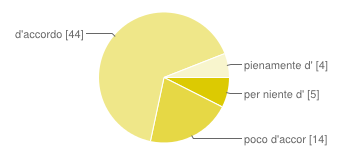 d'accordo [44]
pienamente d' [4]
per niente d' [5]
poco d'accor [14]